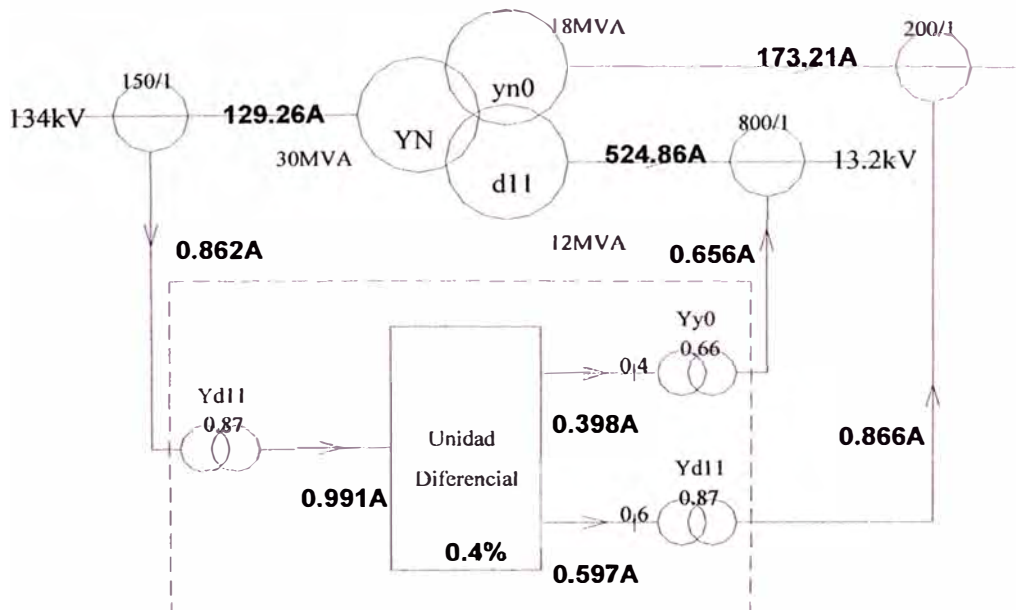 18MVA
200/1
173.21A
150/1
yn0
134kV
129.26A
YN
800/1
30MVA
524.86A
13.2kV
d11
12MVA
0.862A
0.656A
Yy0
0.4
0.66
Yd11
0.87
0.398A
0.866A
Unidad
Diferencial
Yd11
0.991A
0.6
0.87
0.4%
0.597A